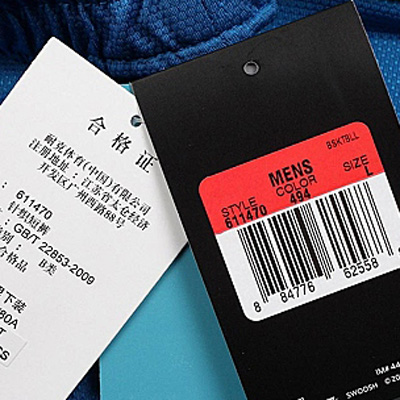 合格证
耐克体育(中国)有限公司
注册地址:江苏省太仓经济
开发区广州西路88号
611470
针织短裤
GB/T 22853-2009
B类
合格品
下装
80A
BSKTBLL
MENS
COLOR
SIZE
STYLE
611470
494
L
8 84776 62558
IM# 44
SWOOSH © 20